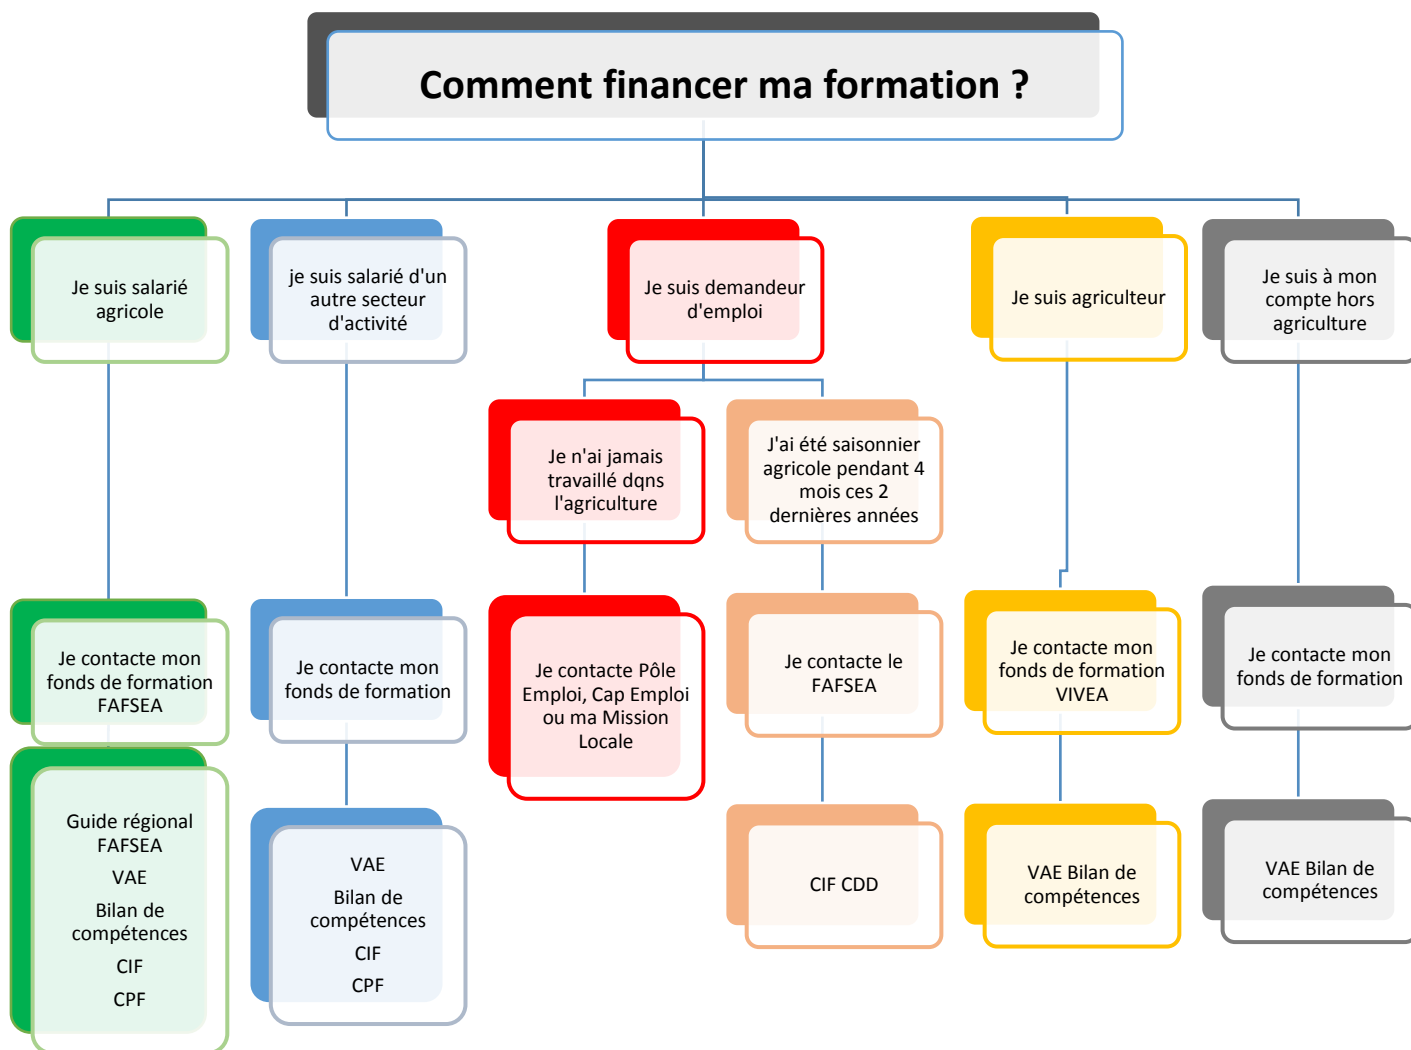 Comment financer ma formation ?
Je suis salarié
agricole
je suis salarié d'un
autre secteur
d'activité
Je suis demandeur
d'emploi
Je suis agriculteur
Je suis à mon
compte hors
agriculture
Je n'ai jamais
travaillé dqns
l'agriculture
J'ai été saisonnier
agricole pendant 4
mois ces 2
dernières années
Je contacte mon
fonds de formation
FAFSEA
Je contacte mon
fonds de formation
Je contacte Pôle
Emploi, Cap Emploi
ou ma Mission
Locale
Je contacte le
FAFSEA
Je contacte mon
fonds de formation
VIVEA
Je contacte mon
fonds de formation
Guide régional
FAFSEA
VAE
Bilan de
compétences
CIF
CPF
VAE
Bilan de
compétences
CIF
CPF
CIF CDD
VAE Bilan de
compétences
VAE Bilan de
compétences